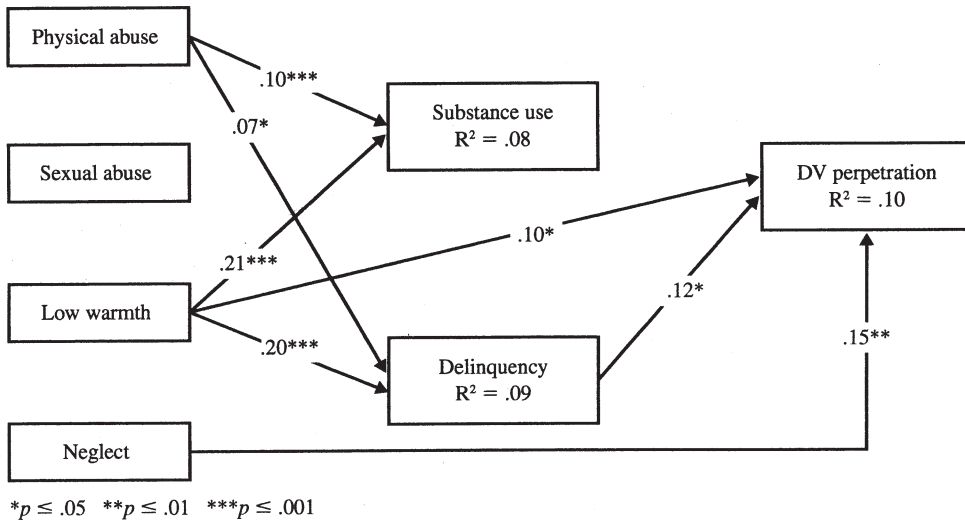 Physical abuse
.10***
.07*
Substance use
R² = .08
Sexual abuse
DV perpetration
R² = .10
.10*
.21***
.12*
Low warmth
.20***
.15**
Delinquency
R² = .09
Neglect
*p ≤ .05 **p ≤ .01 ***p ≤ .001